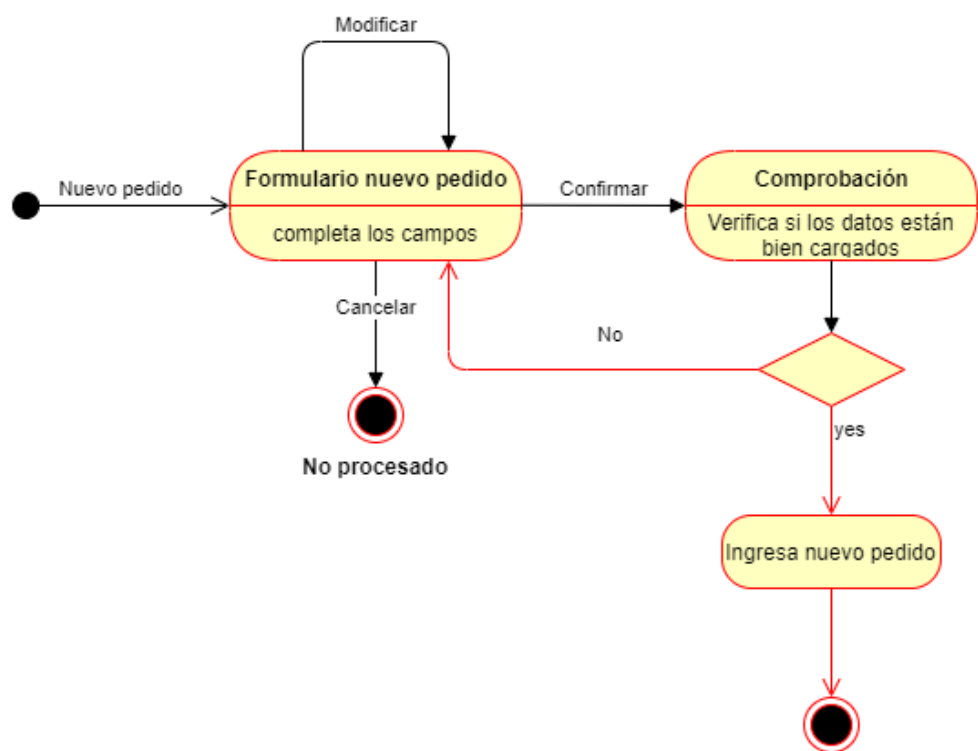 Modificar
Nuevo pedido
Formulario nuevo pedido
completa los campos
Confirmar
Comprobación
Verifica si los datos están
bien cargados
Cancelar
No
No procesado
yes
Ingresa nuevo pedido